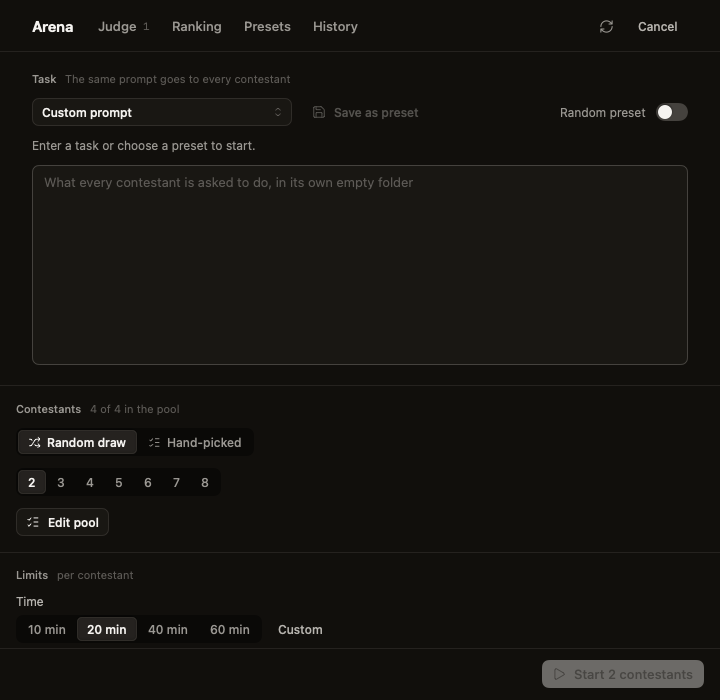 Arena Judge 1 Ranking Presets History Cancel
Task The same prompt goes to every contestant
Custom prompt Save as preset Random preset
Enter a task or choose a preset to start.
What every contestant is asked to do, in its own empty folder
Contestants 4 of 4 in the pool
Random draw Hand-picked
2 3 4 5 6 7 8
Edit pool
Limits per contestant
Time
10 min 20 min 40 min 60 min Custom
Start 2 contestants